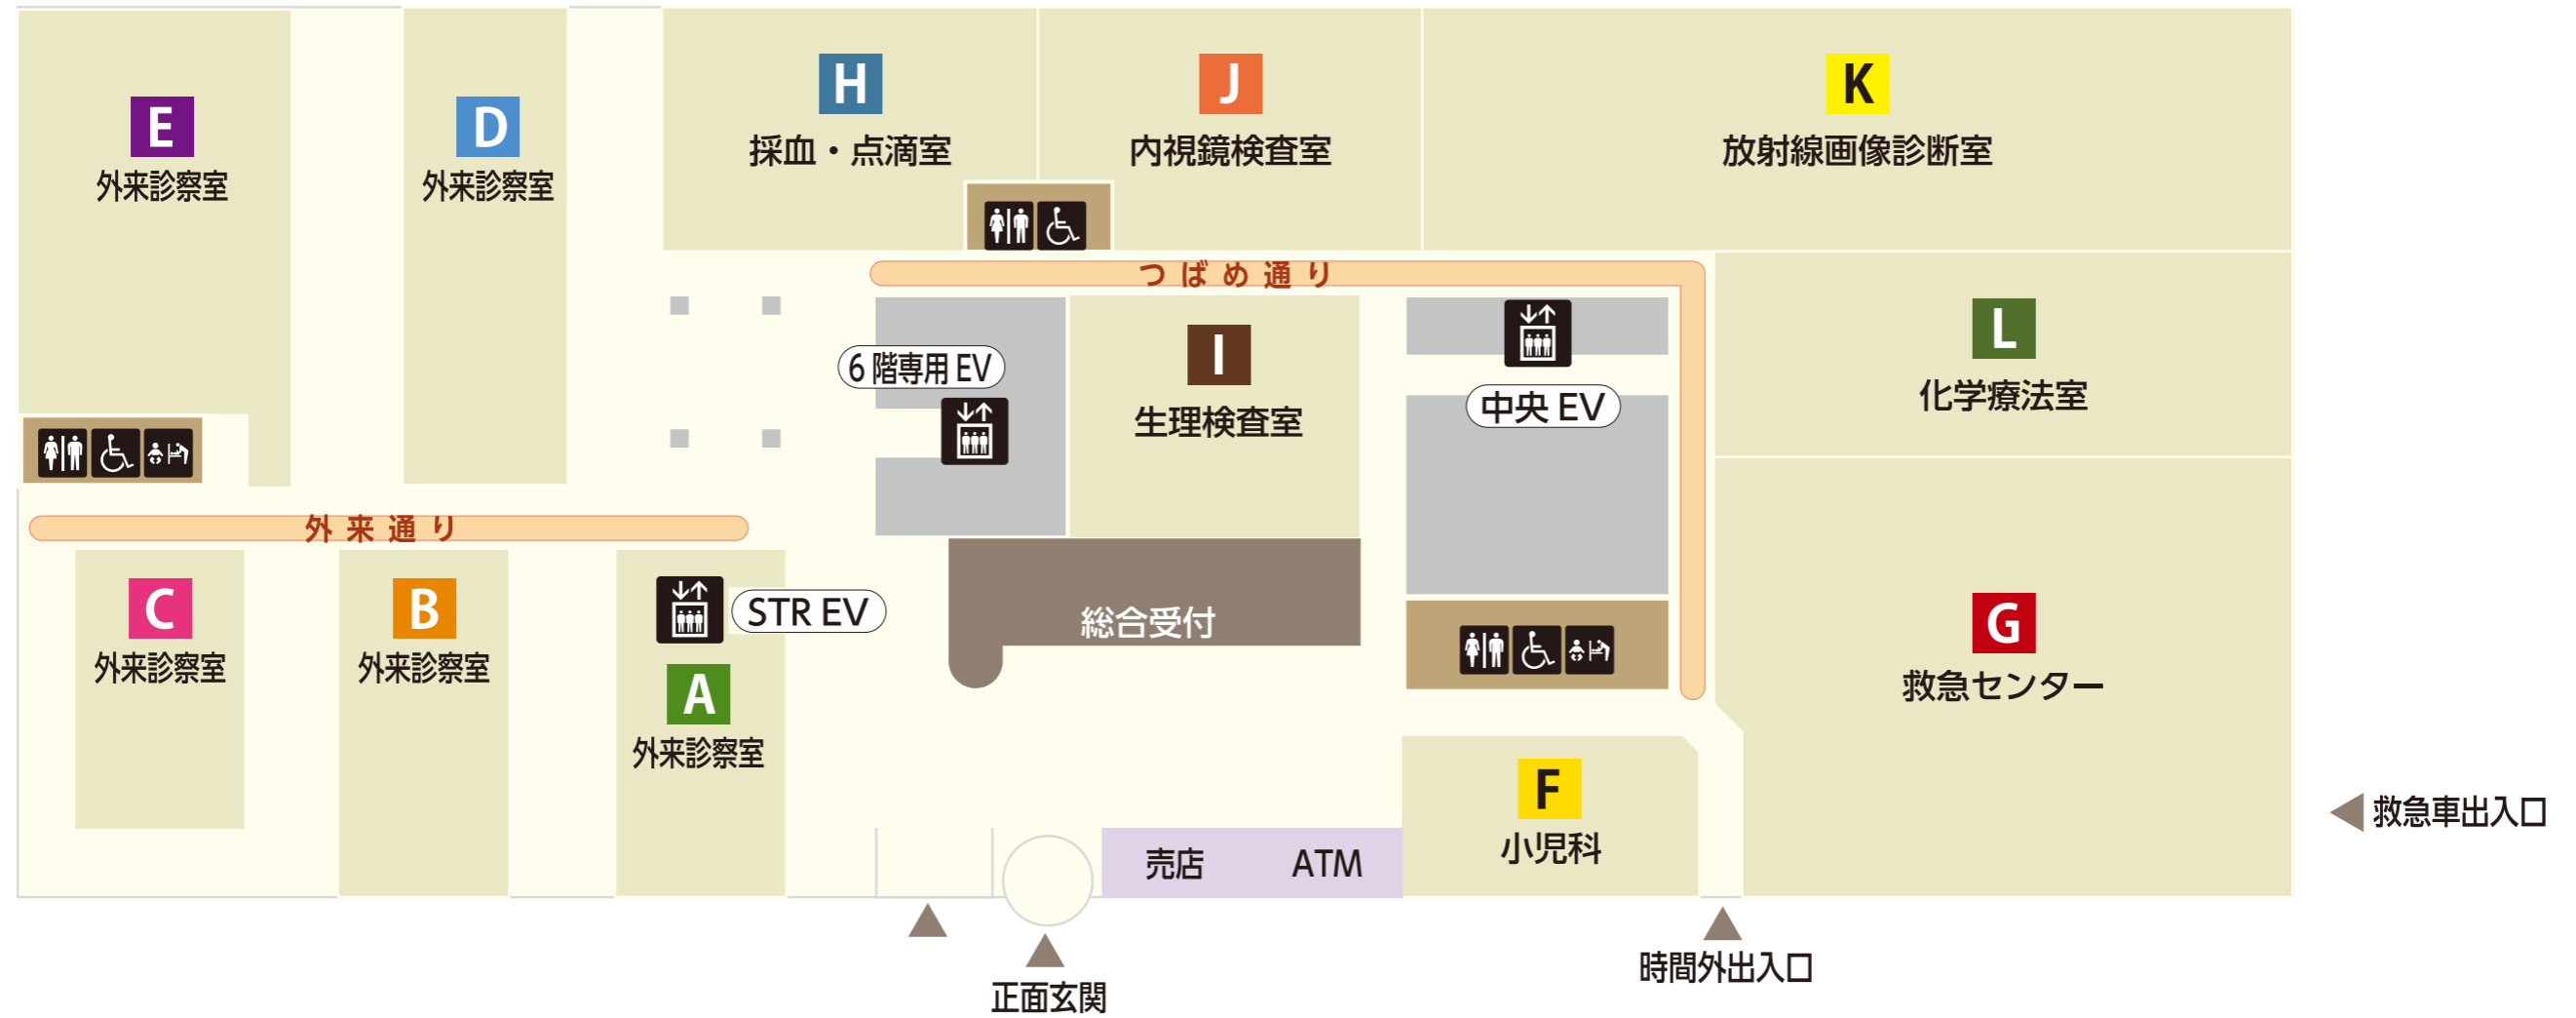 E
外来診察室
D
外来診察室
H
採血・点滴室
J
内視鏡検査室
K
放射線画像診断室
つばめ通り
6階専用 EV
I
生理検査室
中央 EV
L
化学療法室
外来通り
C
外来診察室
B
外来診察室
STR EV
A
外来診察室
総合受付
G
救急センター
F
小児科
売店
ATM
救急車出入口
時間外出入口
正面玄関